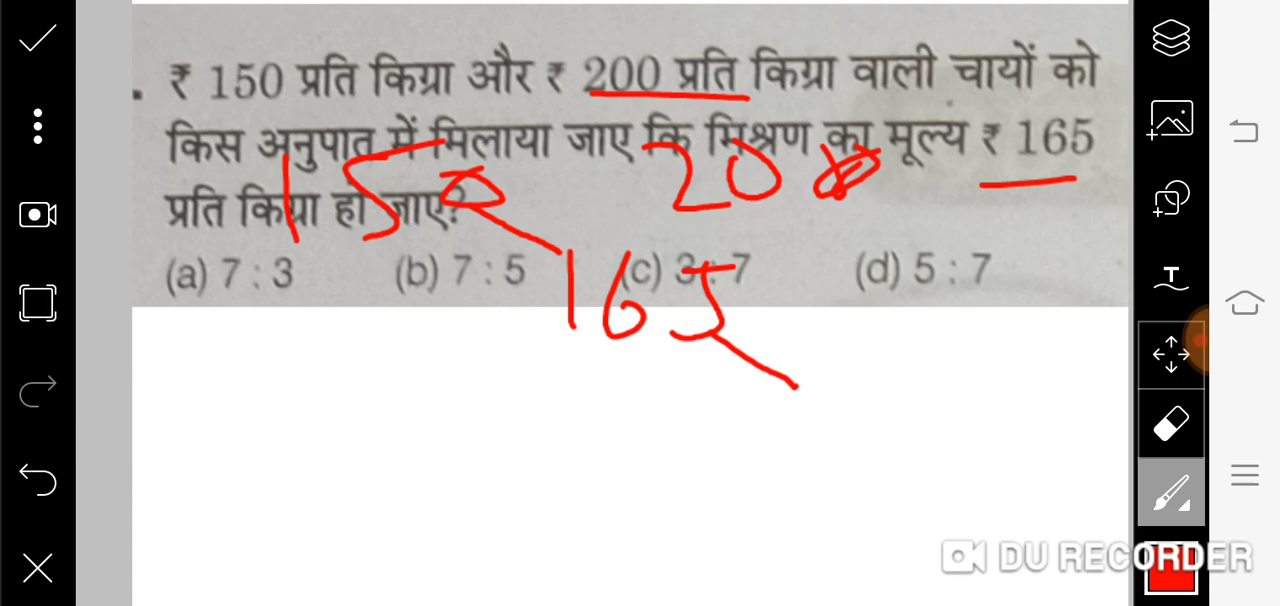 . ₹ 150 प्रति किग्रा और ₹ 200 प्रति किग्रा वाली चायों को
किस अनुपात में मिलाया जाए कि मिश्रण का मूल्य ₹ 165
प्रति किग्रा हो जाए?
150 200
(a) 7 : 3 (b) 7 : 5 (c) 3 : 7 (d) 5 : 7
165
T
DU RECORDER